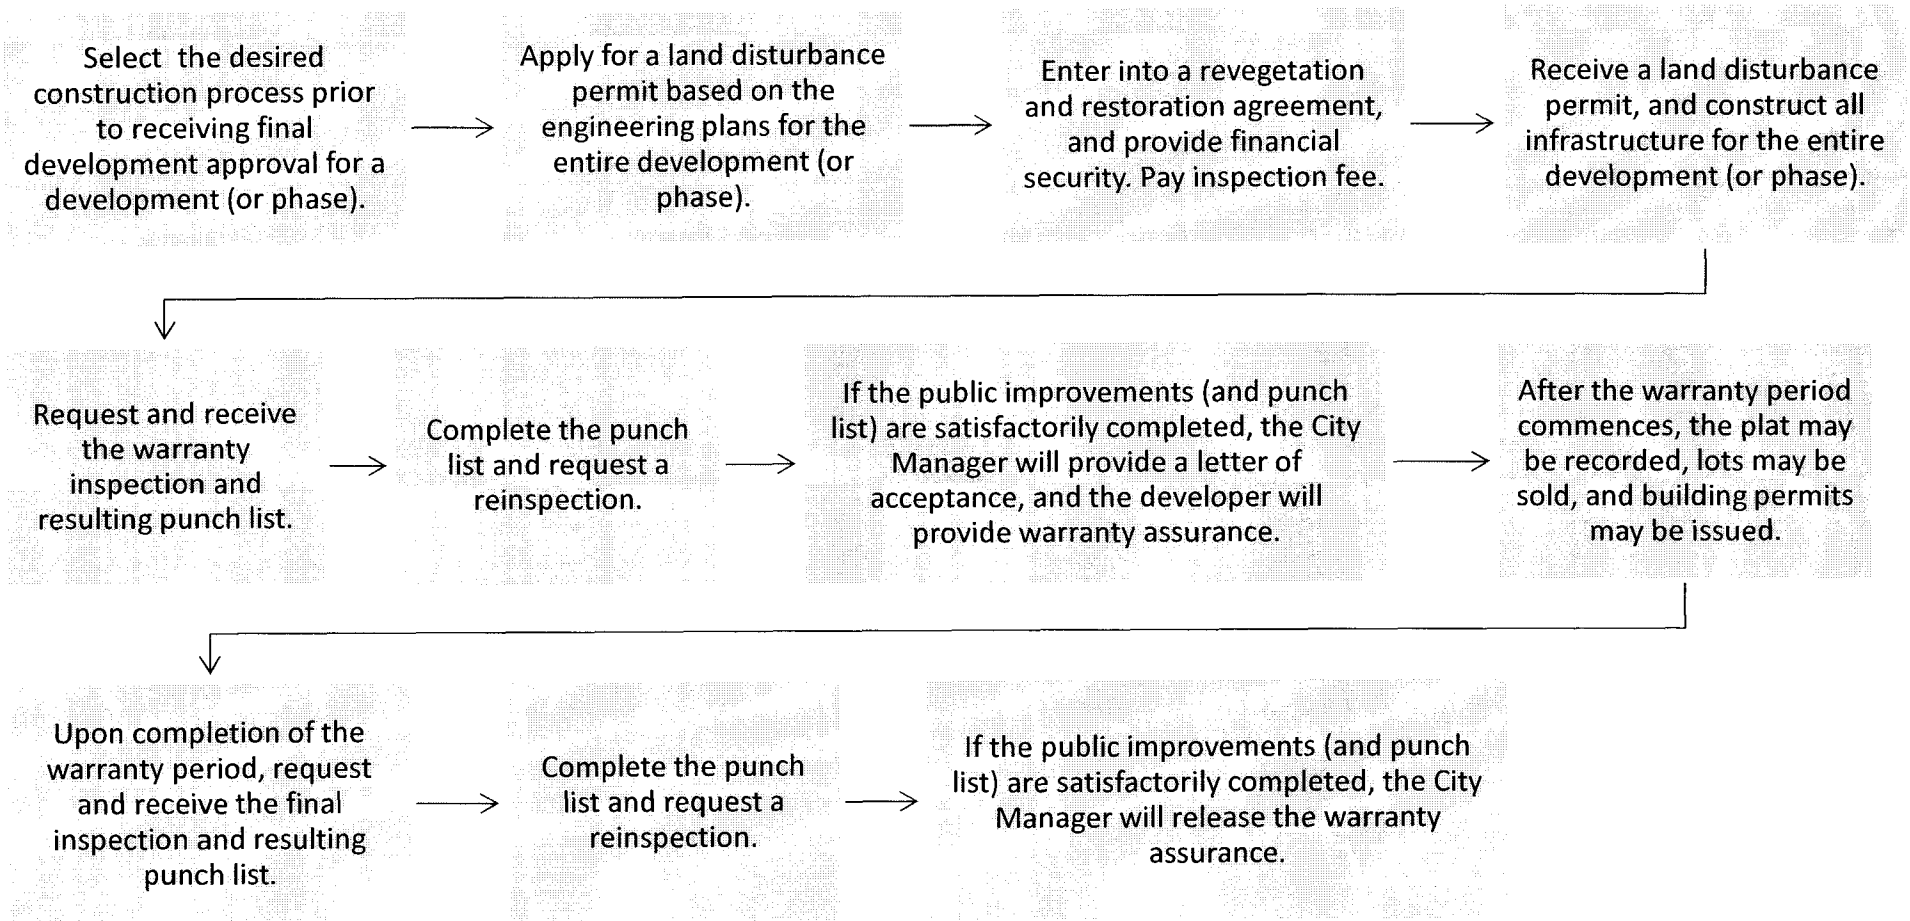 Select the desired
construction process prior
to receiving final
development approval for a
development (or phase).
Apply for a land disturbance
permit based on the
engineering plans for the
entire development (or
phase).
Enter into a revegetation
and restoration agreement,
and provide financial
security. Pay inspection fee.
Receive a land disturbance
permit, and construct all
infrastructure for the entire
development (or phase).
Request and receive
the warranty
inspection and
resulting punch list.
Complete the punch
list and request a
reinspection.
If the public improvements (and punch
list) are satisfactorily completed, the City
Manager will provide a letter of
acceptance, and the developer will
provide warranty assurance.
After the warranty period
commences, the plat may
be recorded, lots may be
sold, and building permits
may be issued.
Upon completion of the
warranty period, request
and receive the final
inspection and resulting
punch list.
Complete the punch
list and request a
reinspection.
If the public improvements (and punch
list) are satisfactorily completed, the City
Manager will release the warranty
assurance.